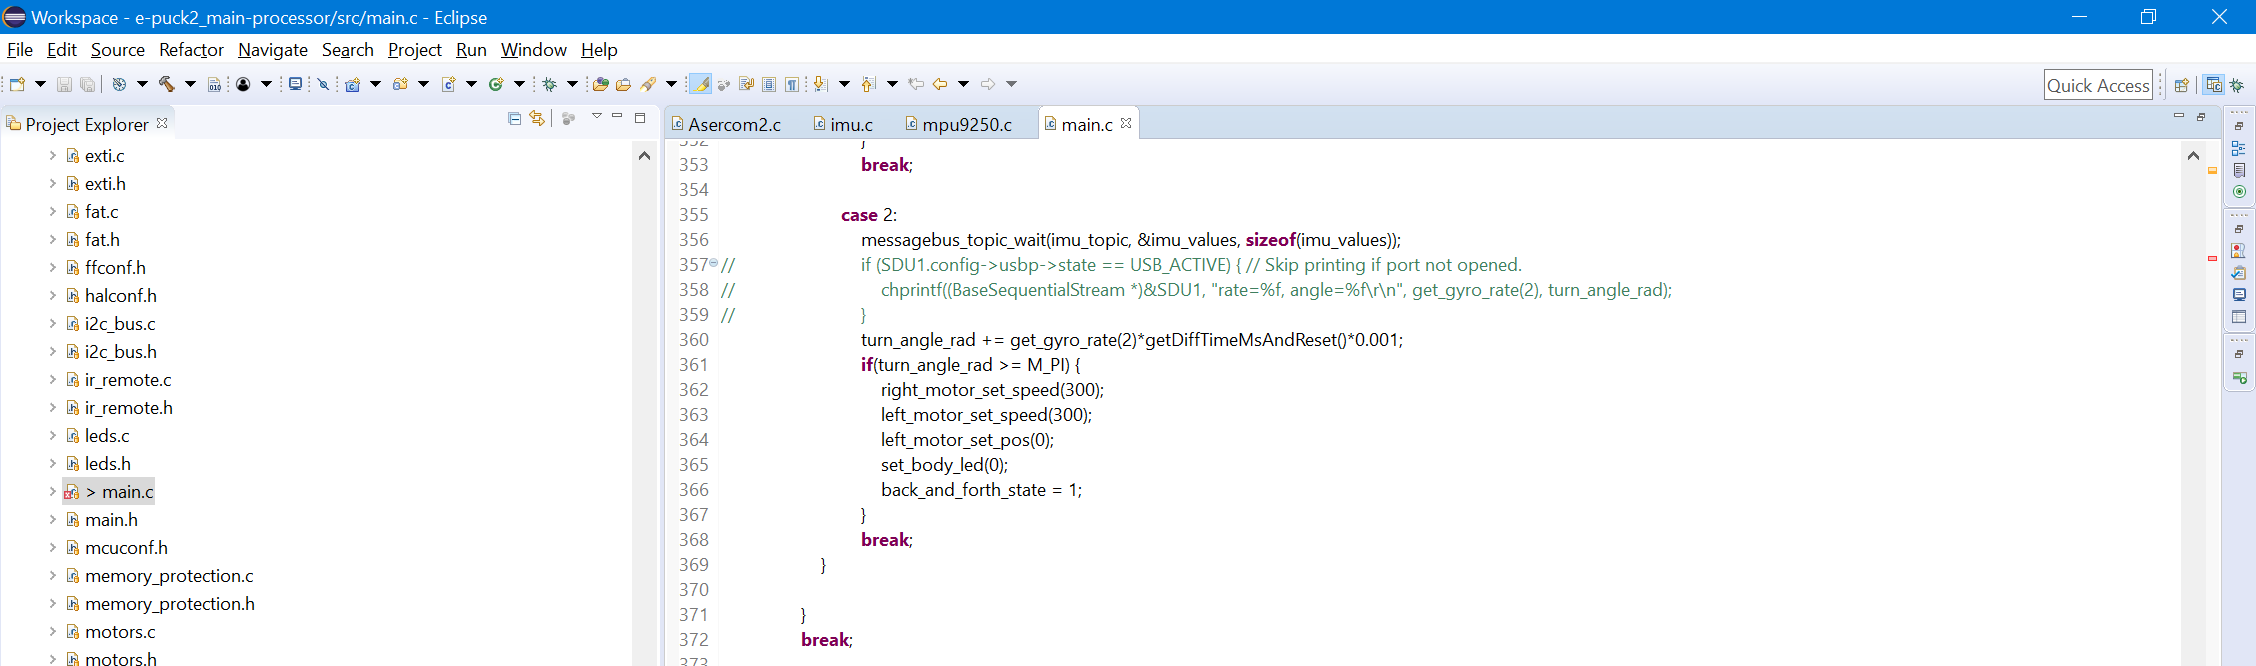 Workspace - e-puck2_main-processor/src/main.c - Eclipse
File Edit Source Refactor Navigate Search Project Run Window Help
Quick Access
Project Explorer
exti.c
exti.h
fat.c
fat.h
ffconf.h
halconf.h
i2c_bus.c
i2c_bus.h
ir_remote.c
ir_remote.h
leds.c
leds.h
> main.c
main.h
mcuconf.h
memory_protection.c
memory_protection.h
motors.c
motors.h
Asercom2.c imu.c mpu9250.c main.c
352 }
353 break;
354
355 case 2:
356 messagebus_topic_wait(imu_topic, &imu_values, sizeof(imu_values));
357 // if (SDU1.config->usbp->state == USB_ACTIVE) { // Skip printing if port not opened.
358 // chprintf((BaseSequentialStream *)&SDU1, "rate=%f, angle=%f\r\n", get_gyro_rate(2), turn_angle_rad);
359 // }
360 turn_angle_rad += get_gyro_rate(2)*getDiffTimeMsAndReset()*0.001;
361 if(turn_angle_rad >= M_PI) {
362 right_motor_set_speed(300);
363 left_motor_set_speed(300);
364 left_motor_set_pos(0);
365 set_body_led(0);
366 back_and_forth_state = 1;
367 }
368 break;
369 }
370
371 }
372 break;
373